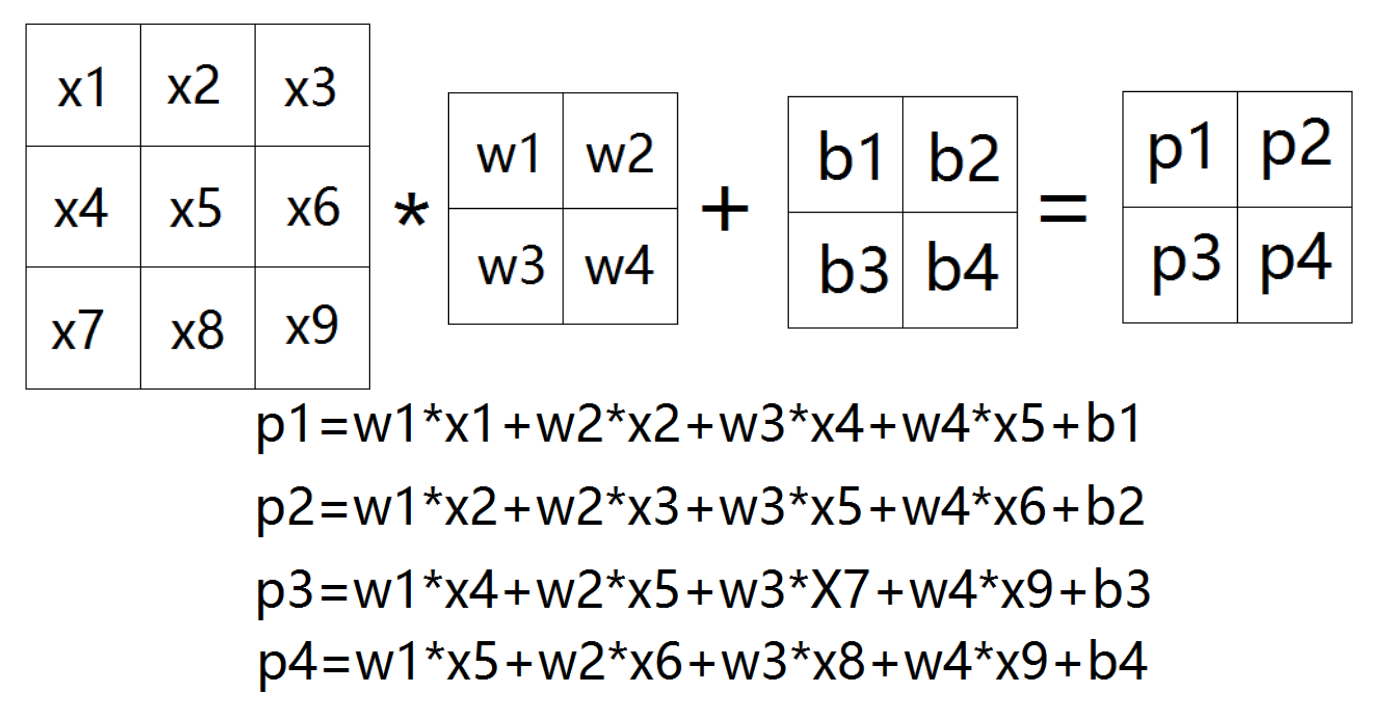 x1 x2 x3
x4 x5 x6
x7 x8 x9
*
w1 w2
w3 w4
+
b1 b2
b3 b4
=
p1 p2
p3 p4
p1=w1*x1+w2*x2+w3*x4+w4*x5+b1
p2=w1*x2+w2*x3+w3*x5+w4*x6+b2
p3=w1*x4+w2*x5+w3*X7+w4*x9+b3
p4=w1*x5+w2*x6+w3*x8+w4*x9+b4